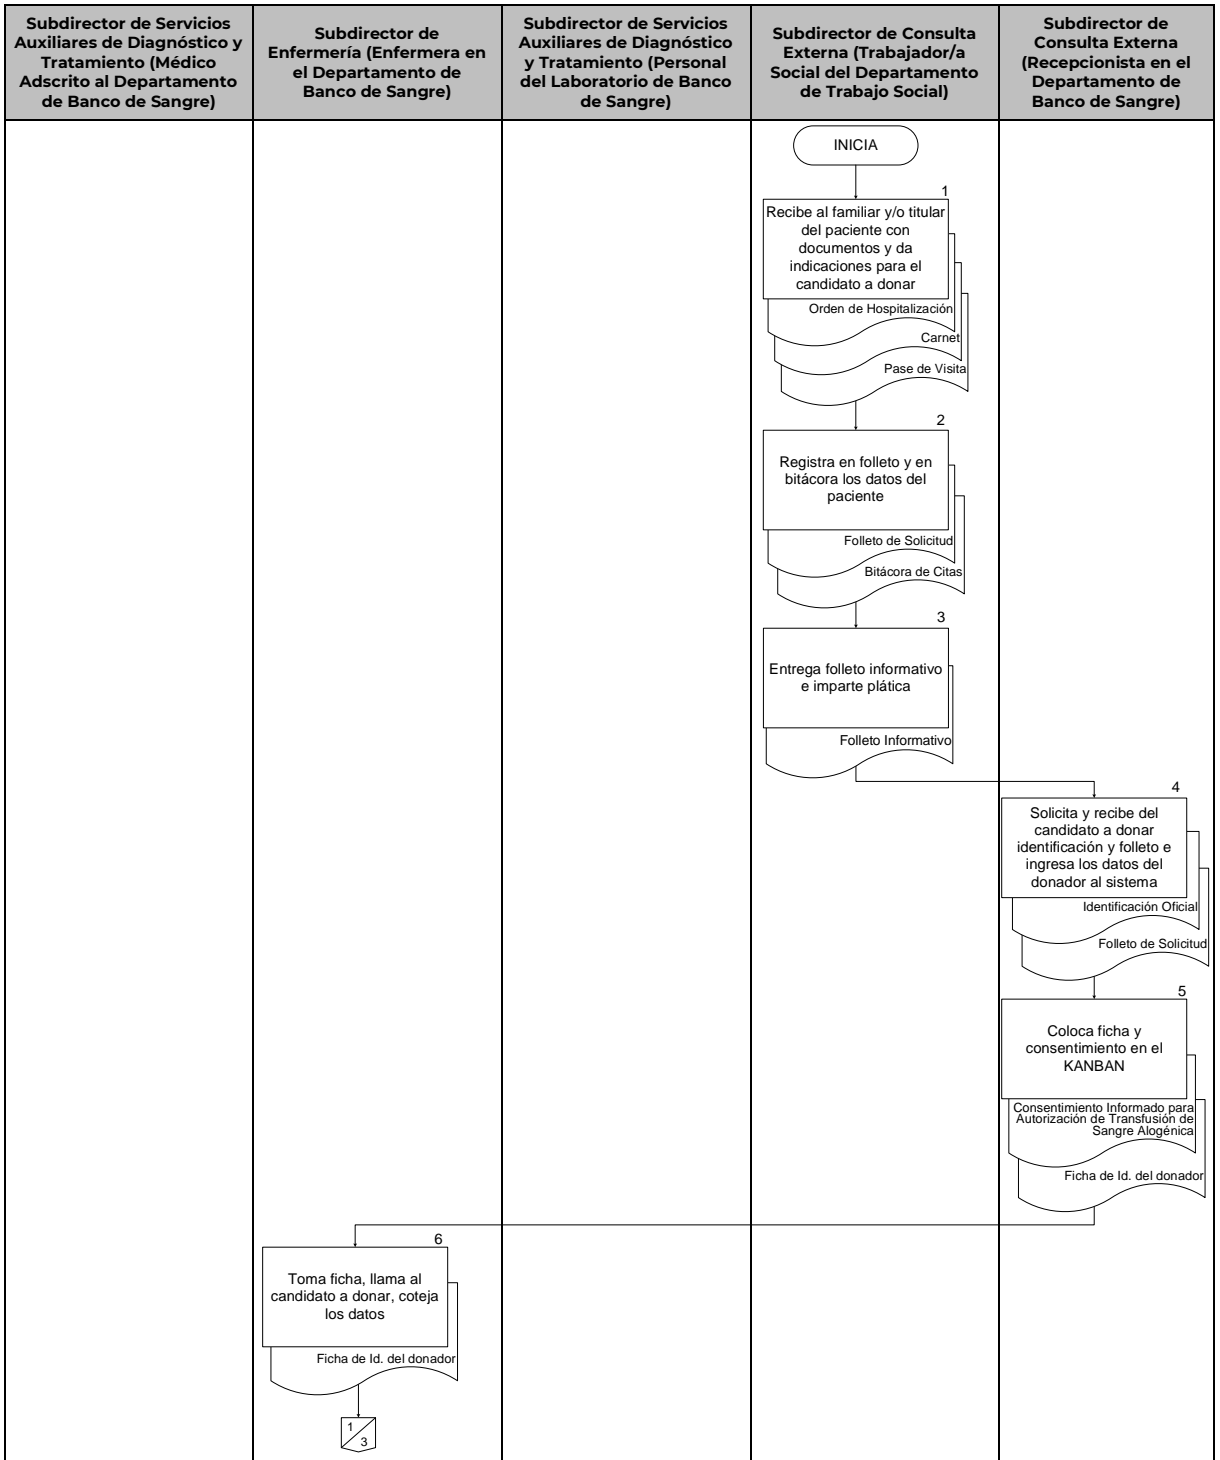 Subdirector de Servicios
Auxiliares de Diagnóstico y
Tratamiento (Médico
Adscrito al Departamento
de Banco de Sangre)
Subdirector de
Enfermería (Enfermera en
el Departamento de
Banco de Sangre)
Subdirector de Servicios
Auxiliares de Diagnóstico
y Tratamiento (Personal
del Laboratorio de Banco
de Sangre)
Subdirector de Consulta
Externa (Trabajador/a
Social del Departamento
de Trabajo Social)
Subdirector de
Consulta Externa
(Recepcionista en el
Departamento de
Banco de Sangre)
INICIA
1
Recibe al familiar y/o titular
del paciente con
documentos y da
indicaciones para el
candidato a donar
Orden de Hospitalización
Carnet
Pase de Visita
2
Registra en folleto y en
bitácora los datos del
paciente
Folleto de Solicitud
Bitácora de Citas
3
Entrega folleto informativo
e imparte plática
Folleto Informativo
4
Solicita y recibe del
candidato a donar
identificación y folleto e
ingresa los datos del
donador al sistema
Identificación Oficial
Folleto de Solicitud
5
Coloca ficha y
consentimiento en el
KANBAN
Consentimiento Informado para
Autorización de Transfusión de
Sangre Alogénica
Ficha de Id. del donador
6
Toma ficha, llama al
candidato a donar, coteja
los datos
Ficha de Id. del donador
1
3